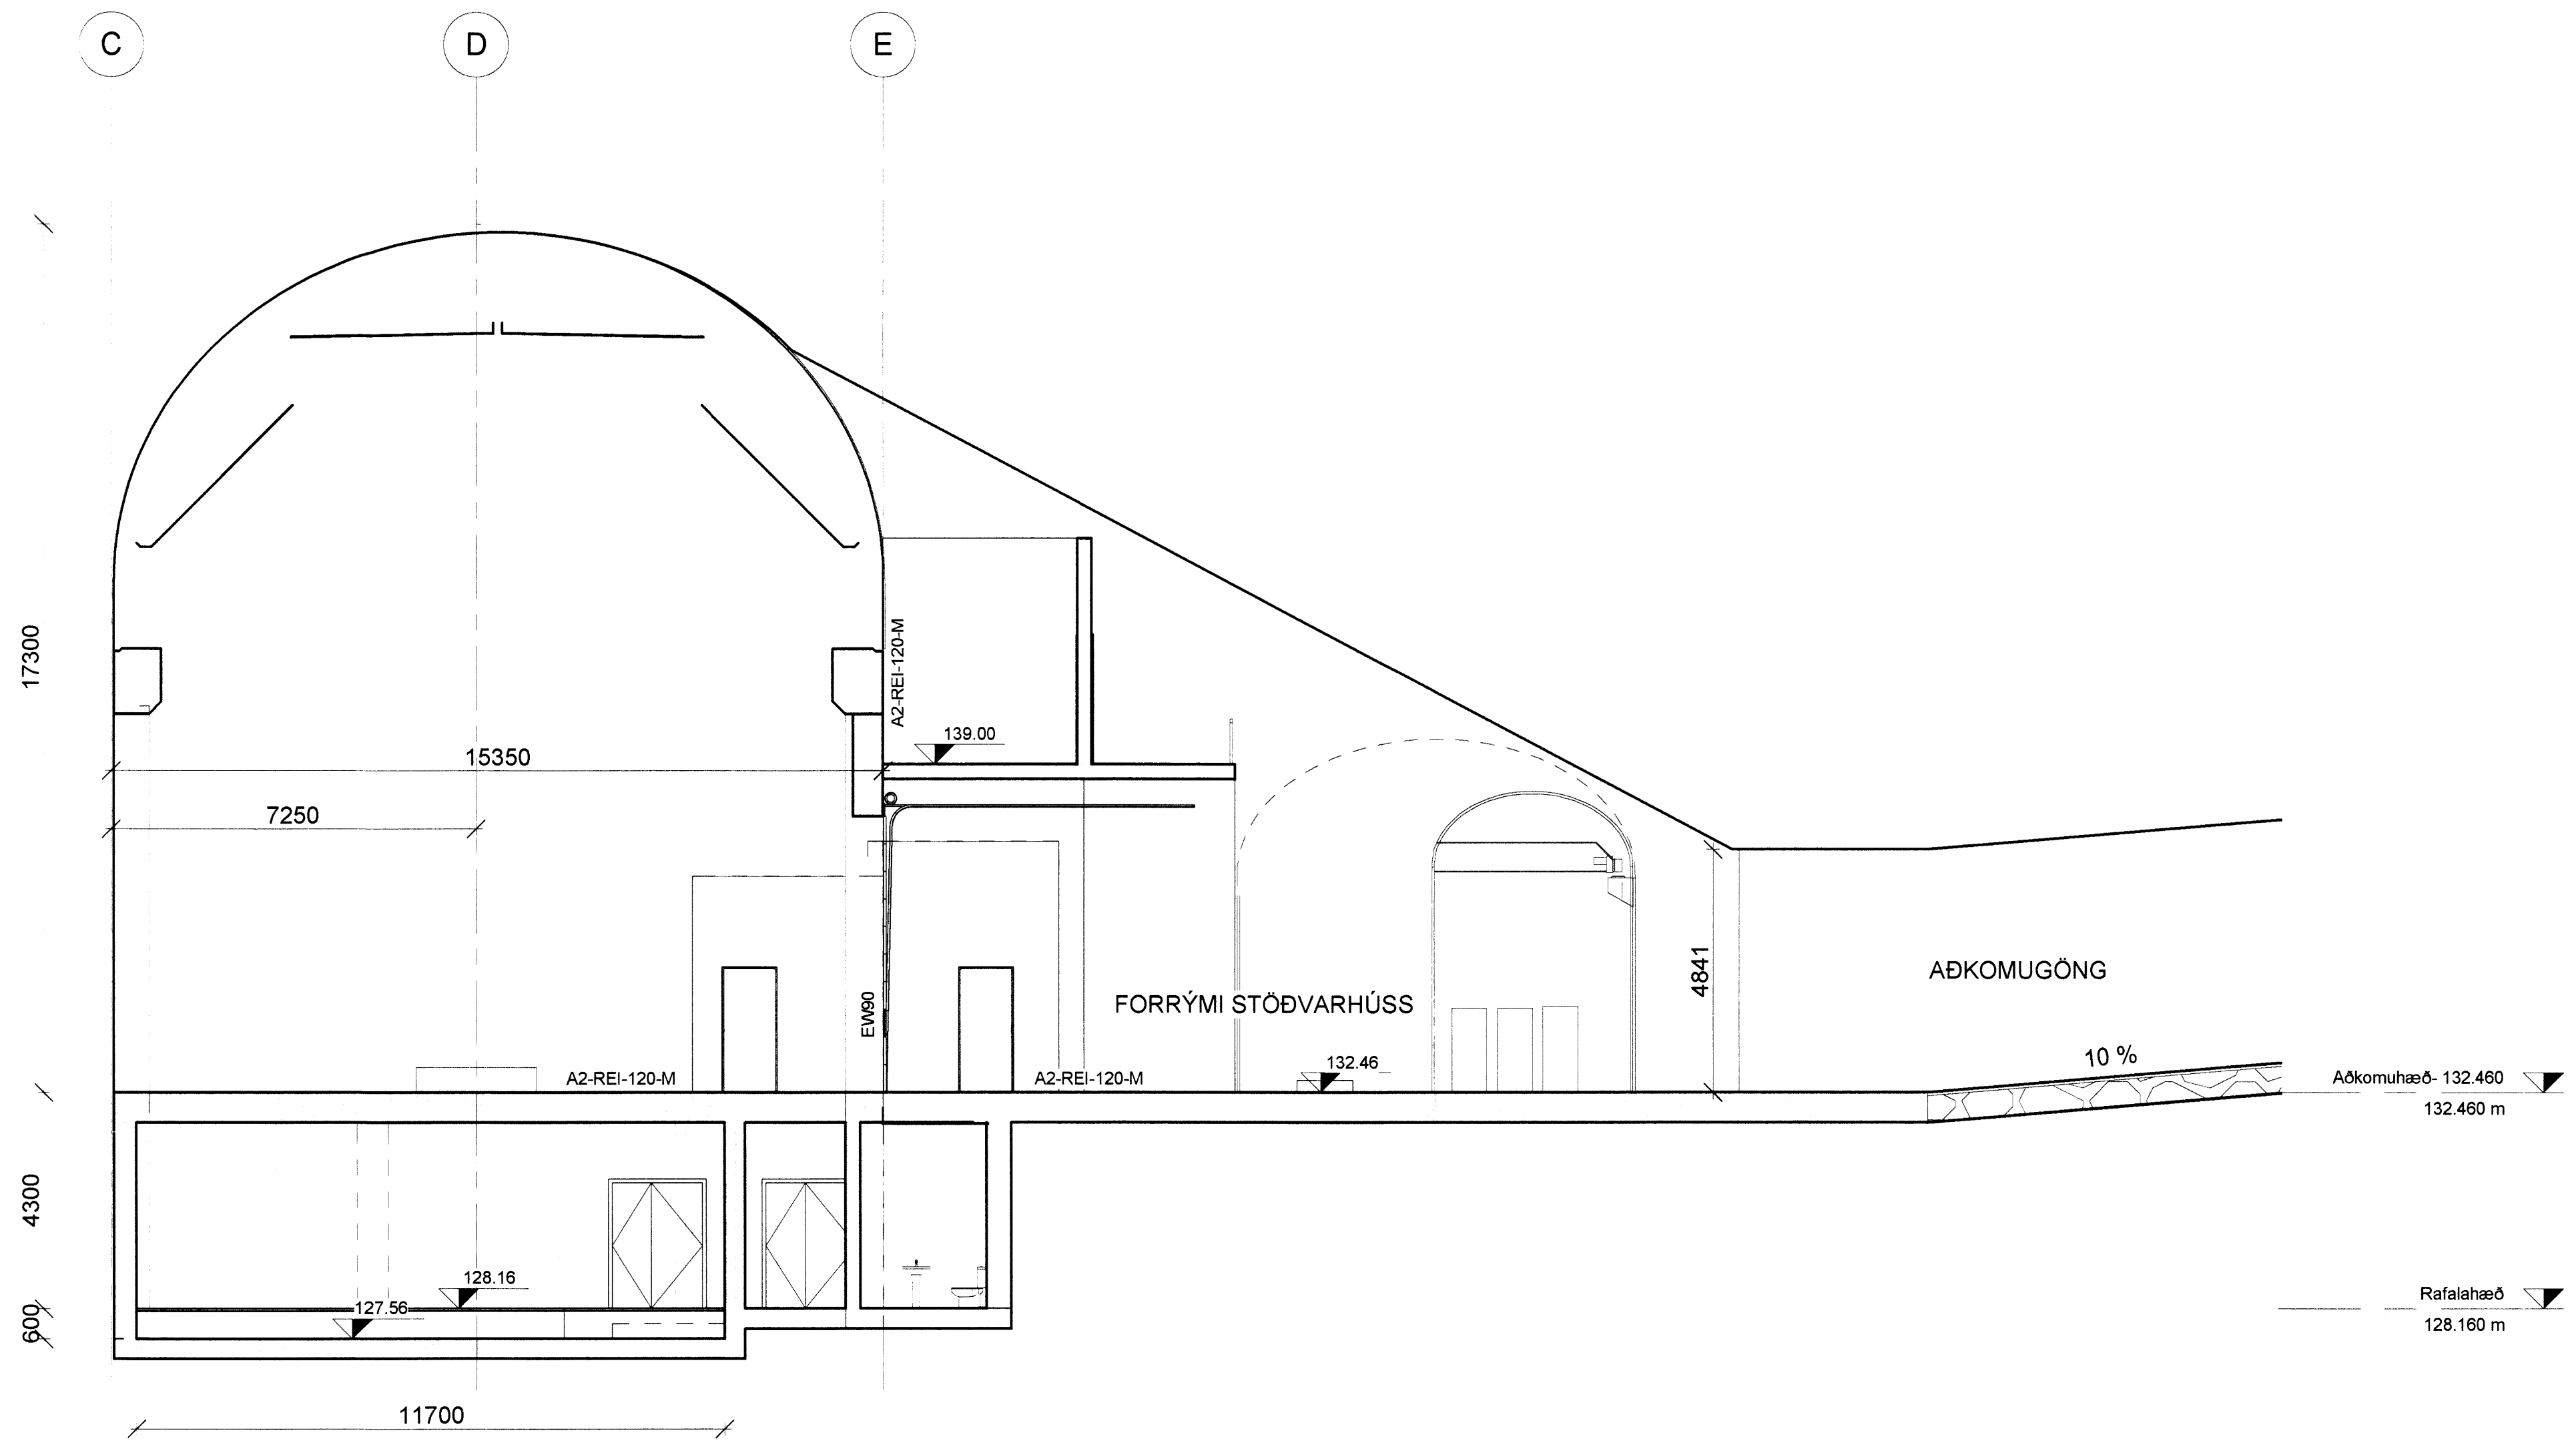 C
D
E
17300
A2-REI-120-M
139.00
15350
7250
4841
AÐKOMUGÖNG
EW90
FORRÝMI STÖÐVARHÚSS
132.46
10 %
A2-REI-120-M
A2-REI-120-M
Aðkomuhæð- 132.460
132.460 m
4300
128.16
127.56
600
Rafalahæð
128.160 m
11700